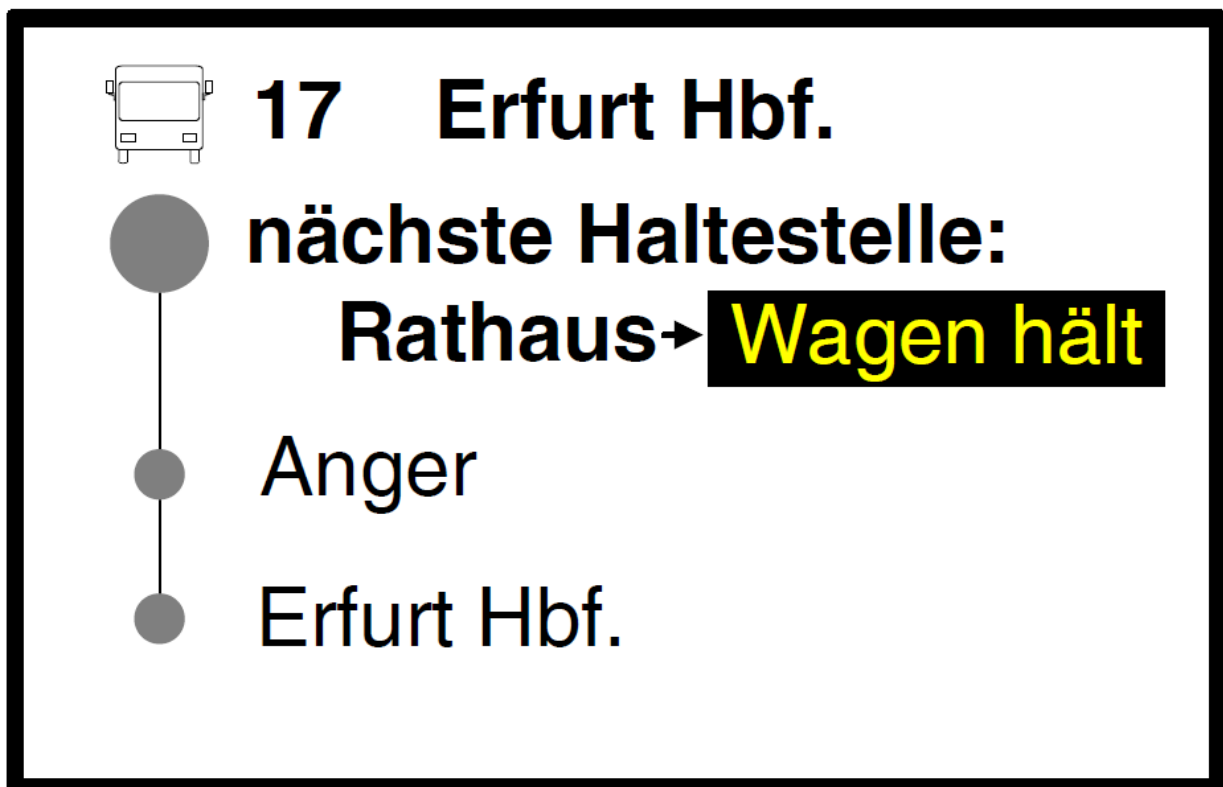 17 Erfurt Hbf.
nächste Haltestelle:
Rathaus Wagen hält
Anger
Erfurt Hbf.